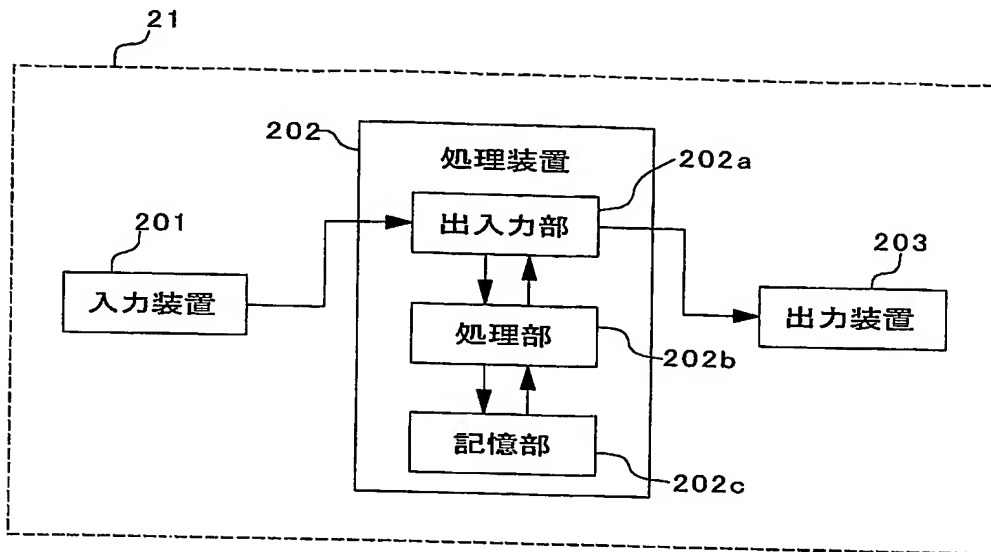 21
202
処理装置
202a
出入力部
201
入力装置
203
出力装置
処理部
202b
記憶部
202c